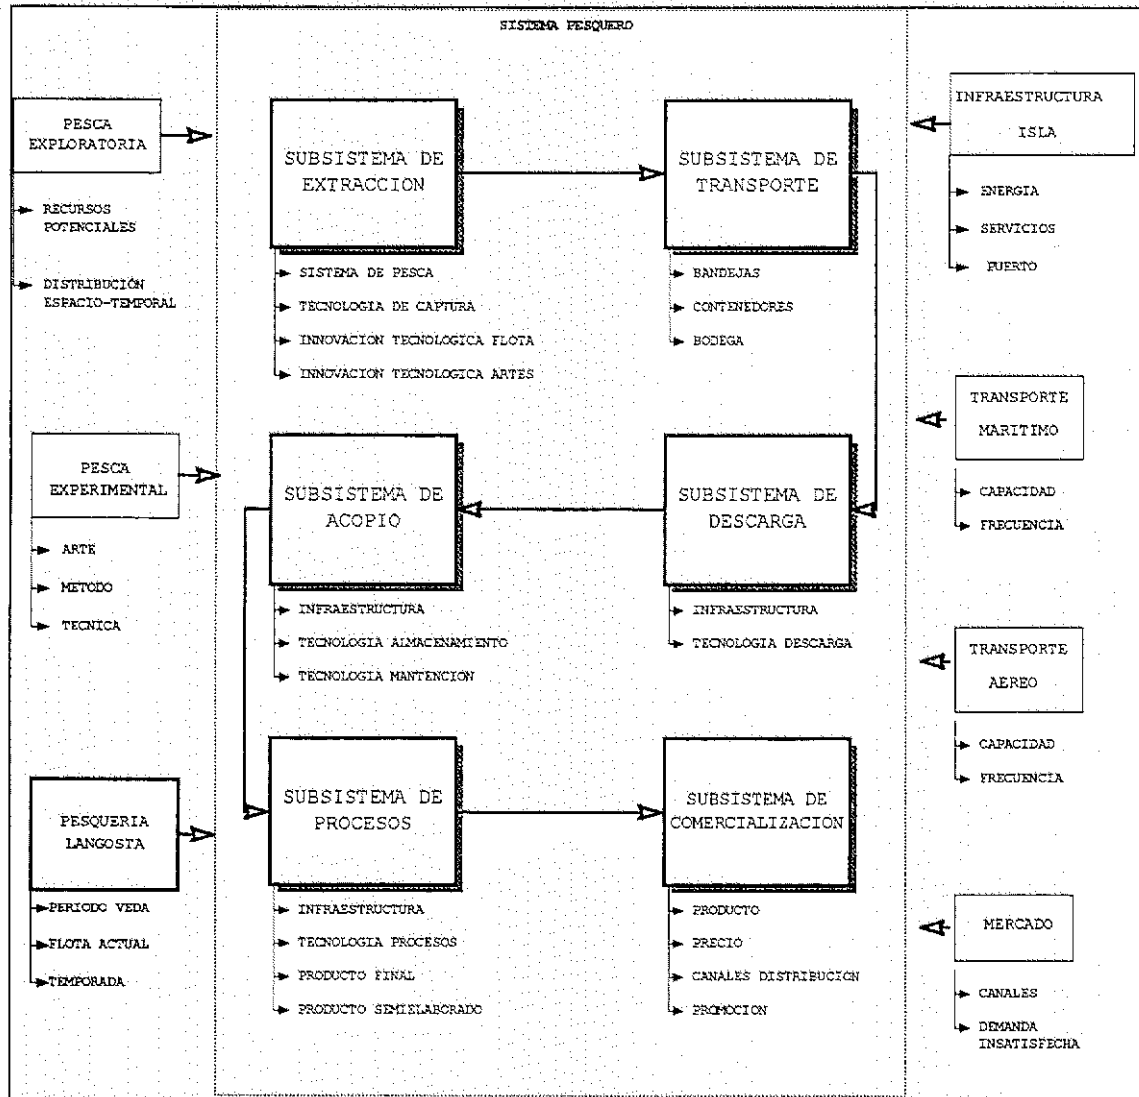 SISTEMA PESQUERO
PESCA
EXPLORATORIA
RECURSOS
POTENCIALES
DISTRIBUCIÓN
ESPACIO-TEMPORAL
PESCA
EXPERIMENTAL
ARTE
METODO
TECNICA
PESQUERIA
LANGOSTA
PERIODO VEDA
FLOTA ACTUAL
TEMPORADA
SUBSISTEMA DE
EXTRACCION
SISTEMA DE PESCA
TECNOLOGIA DE CAPTURA
INNOVACION TECNOLOGICA FLOTA
INNOVACION TECNOLOGICA ARTES
SUBSISTEMA DE
TRANSPORTE
BANDEJAS
CONTENEDORES
BODEGA
SUBSISTEMA DE
ACOPIO
INFRAESTRUCTURA
TECNOLOGIA ALMACENAMIENTO
TECNOLOGIA MANTENCION
SUBSISTEMA DE
DESCARGA
INFRAESTRUCTURA
TECNOLOGIA DESCARGA
SUBSISTEMA DE
PROCESOS
INFRAESTRUCTURA
TECNOLOGIA PROCESOS
PRODUCTO FINAL
PRODUCTO SEMIELABORADO
SUBSISTEMA DE
COMERCIALIZACIÓN
PRODUCTO
PRECIO
CANALES DISTRIBUCION
PROMOCION
INFRAESTRUCTURA
ISLA
ENERGIA
SERVICIOS
PUERTO
TRANSPORTE
MARITIMO
CAPACIDAD
FRECUENCIA
TRANSPORTE
AEREO
CAPACIDAD
FRECUENCIA
MERCADO
CANALES
DEMANDA
INSATISFECHA